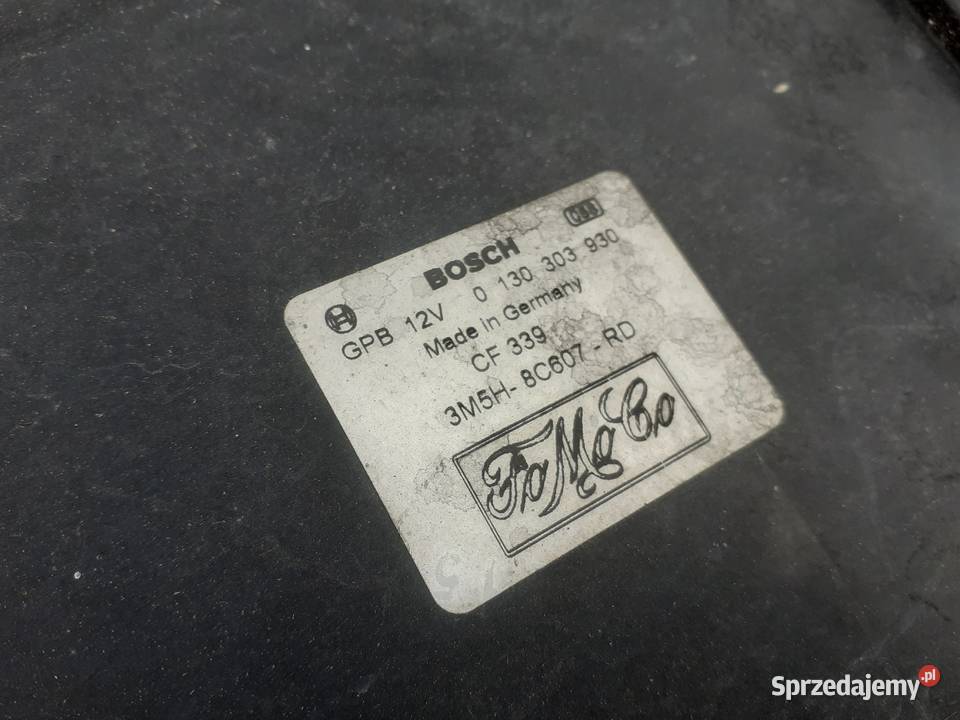 BOSCH
GPB 12V 0 130 303 930
Made in Germany
CF 339
3M5H-8C607-RD
FoMoCo
Sprzedajemy.pl